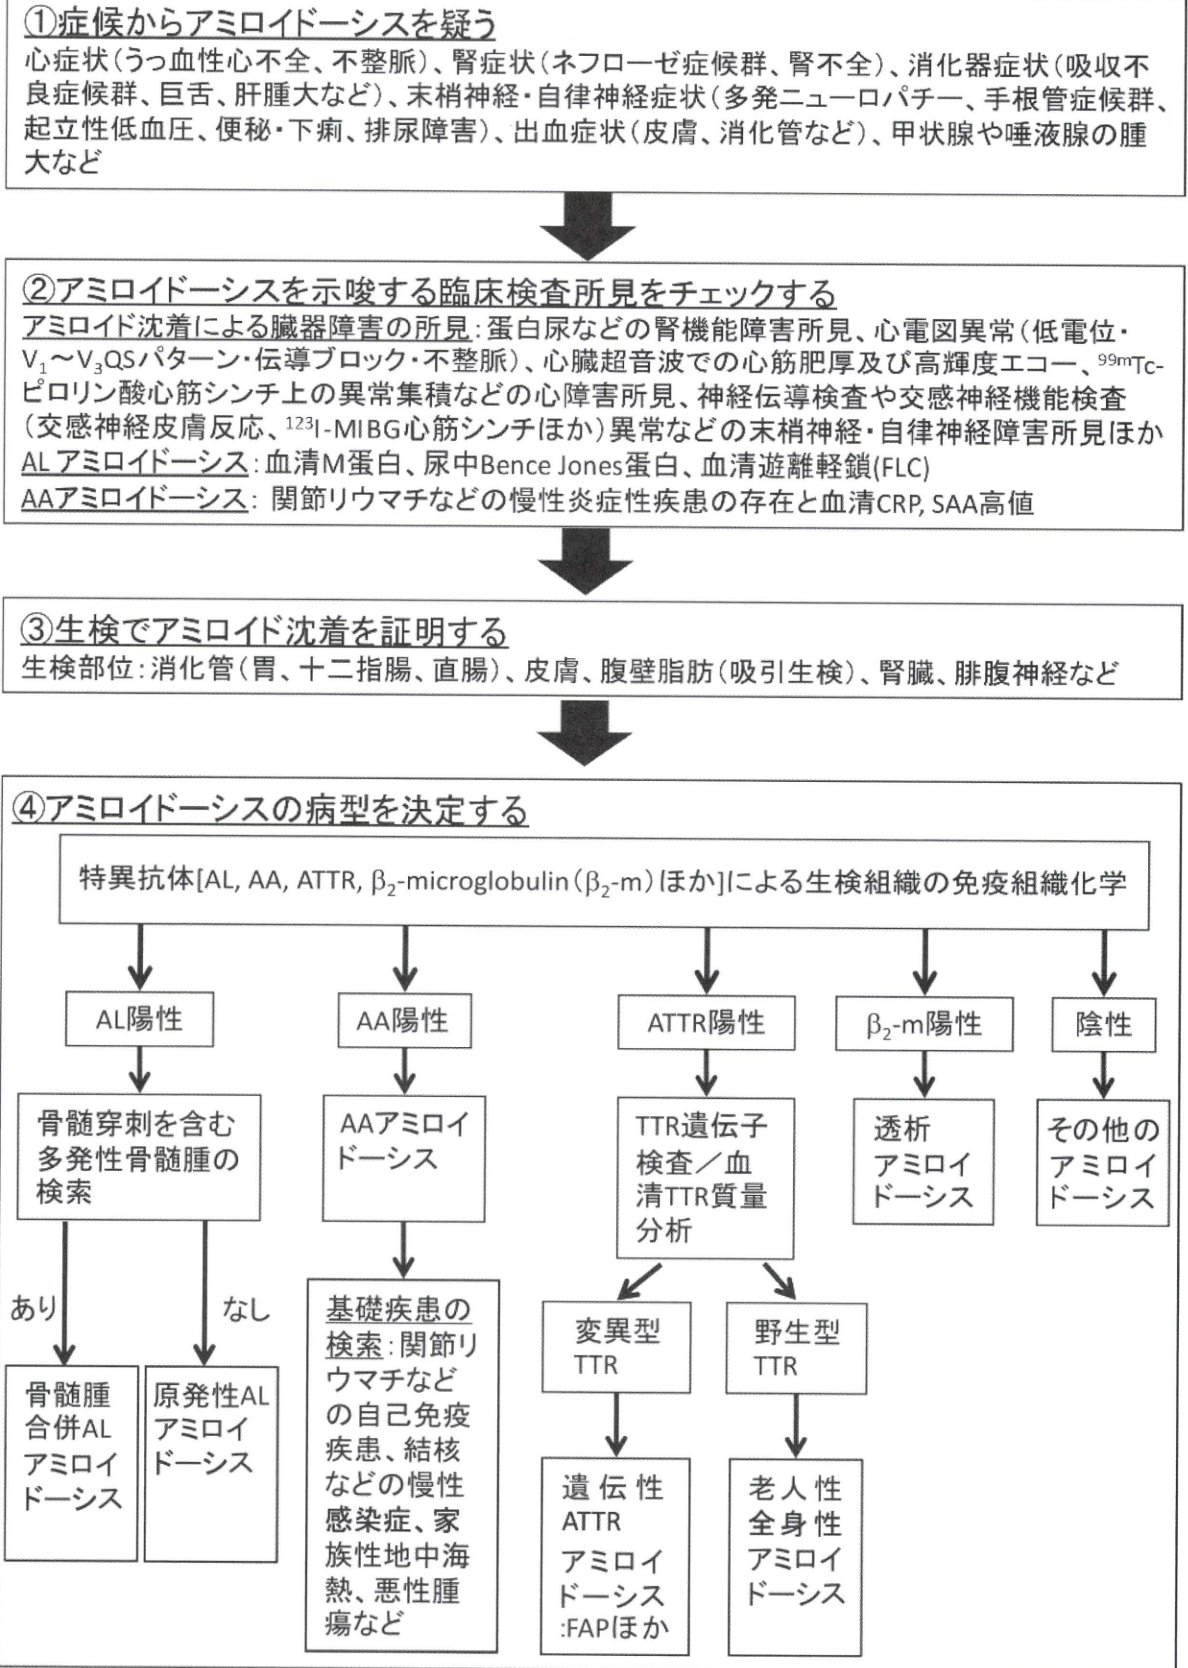 ①症候からアミロイドーシスを疑う
心症状（うっ血性心不全、不整脈）、腎症状（ネフローゼ症候群、腎不全）、消化器症状（吸収不
良症候群、巨舌、肝腫大など）、末梢神経・自律神経症状（多発ニューロパチー、手根管症候群、
起立性低血圧、便秘・下痢、排尿障害）、出血症状（皮膚、消化管など）、甲状腺や唾液腺の腫
大など
②アミロイドーシスを示唆する臨床検査所見をチェックする
アミロイド沈着による臓器障害の所見：蛋白尿などの腎機能障害所見、心電図異常（低電位・
V₁～V₃QSパターン・伝導ブロック・不整脈）、心臓超音波での心筋肥厚及び高輝度エコー、⁹⁹ᵐTc-
ピロリン酸心筋シンチ上の異常集積などの心障害所見、神経伝導検査や交感神経機能検査
（交感神経皮膚反応、¹²³I-MIBG心筋シンチほか）異常などの末梢神経・自律神経障害所見ほか
ALアミロイドーシス：血清M蛋白、尿中Bence Jones蛋白、血清遊離軽鎖(FLC)
AAアミロイドーシス： 関節リウマチなどの慢性炎症性疾患の存在と血清CRP, SAA高値
③生検でアミロイド沈着を証明する
生検部位：消化管（胃、十二指腸、直腸）、皮膚、腹壁脂肪（吸引生検）、腎臓、腓腹神経など
④アミロイドーシスの病型を決定する
特異抗体[AL, AA, ATTR, β₂-microglobulin（β₂-m）ほか]による生検組織の免疫組織化学
AL陽性
AA陽性
ATTR陽性
β₂-m陽性
陰性
骨髄穿刺を含む
多発性骨髄腫の
検索
AAアミロイ
ドーシス
TTR遺伝子
検査／血
清TTR質量
分析
透析
アミロイ
ドーシス
その他の
アミロイ
ドーシス
あり
なし
骨髄腫
合併AL
アミロイ
ドーシス
原発性AL
アミロイ
ドーシス
基礎疾患の
検索：関節リ
ウマチなど
の自己免疫
疾患、結核
などの慢性
感染症、家
族性地中海
熱、悪性腫
瘍など
変異型
TTR
野生型
TTR
遺伝性
ATTR
アミロイ
ドーシス
:FAPほか
老人性
全身性
アミロイ
ドーシス